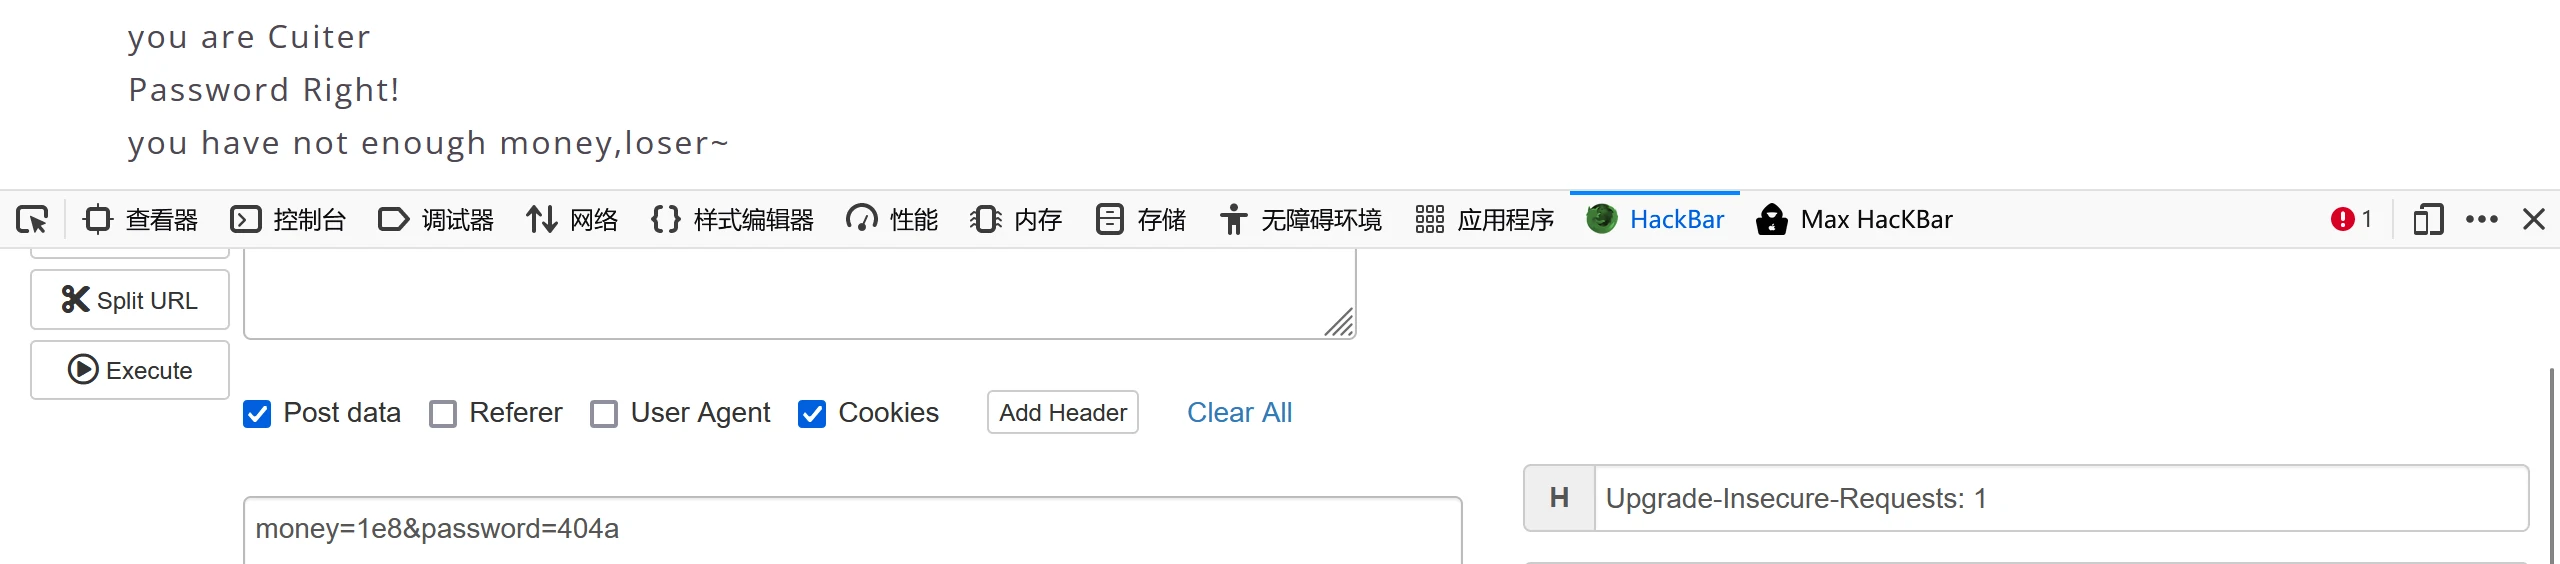 you are Cuiter
Password Right!
you have not enough money,loser~
查看器 控制台 调试器 网络 样式编辑器 性能 内存 存储 无障碍环境 应用程序 HackBar Max HacKBar 1
Split URL
Execute
Post data Referer User Agent Cookies Add Header Clear All
H Upgrade-Insecure-Requests: 1
money=1e8&password=404a